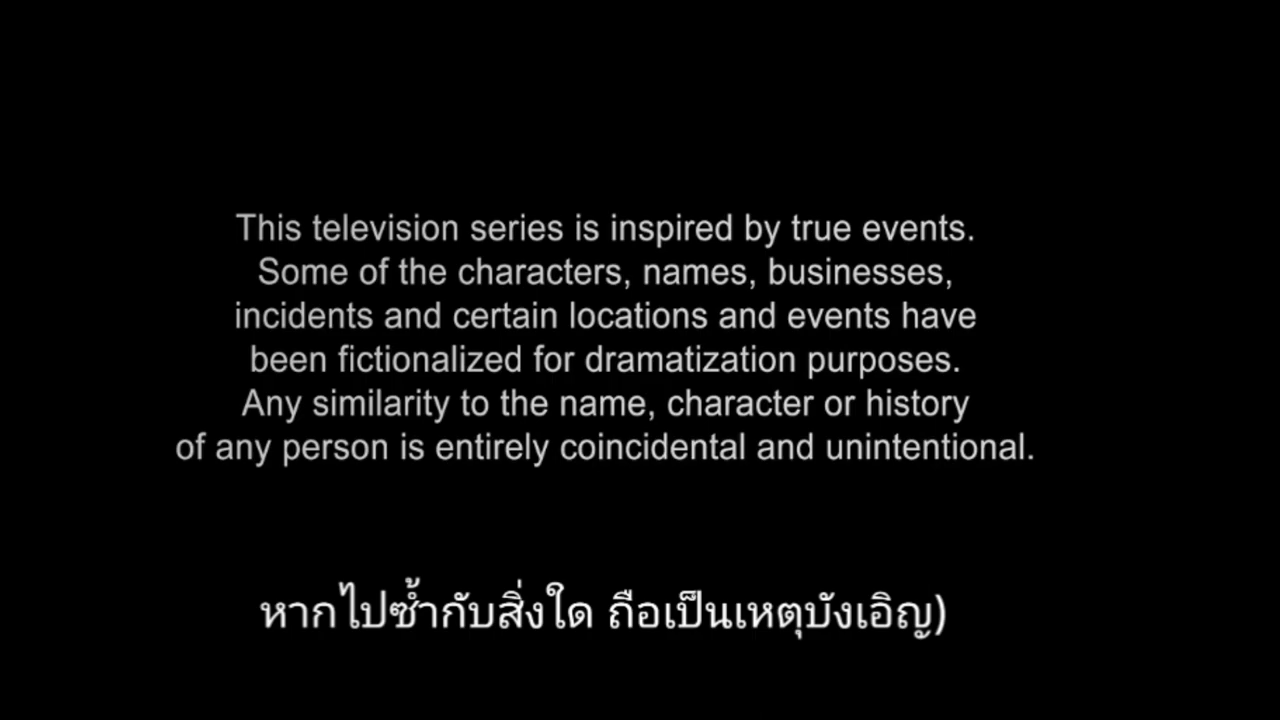 This television series is inspired by true events.
Some of the characters, names, businesses,
incidents and certain locations and events have
been fictionalized for dramatization purposes.
Any similarity to the name, character or history
of any person is entirely coincidental and unintentional.
หากไปซ้ำกับสิ่งใด ถือเป็นเหตุบังเอิญ)